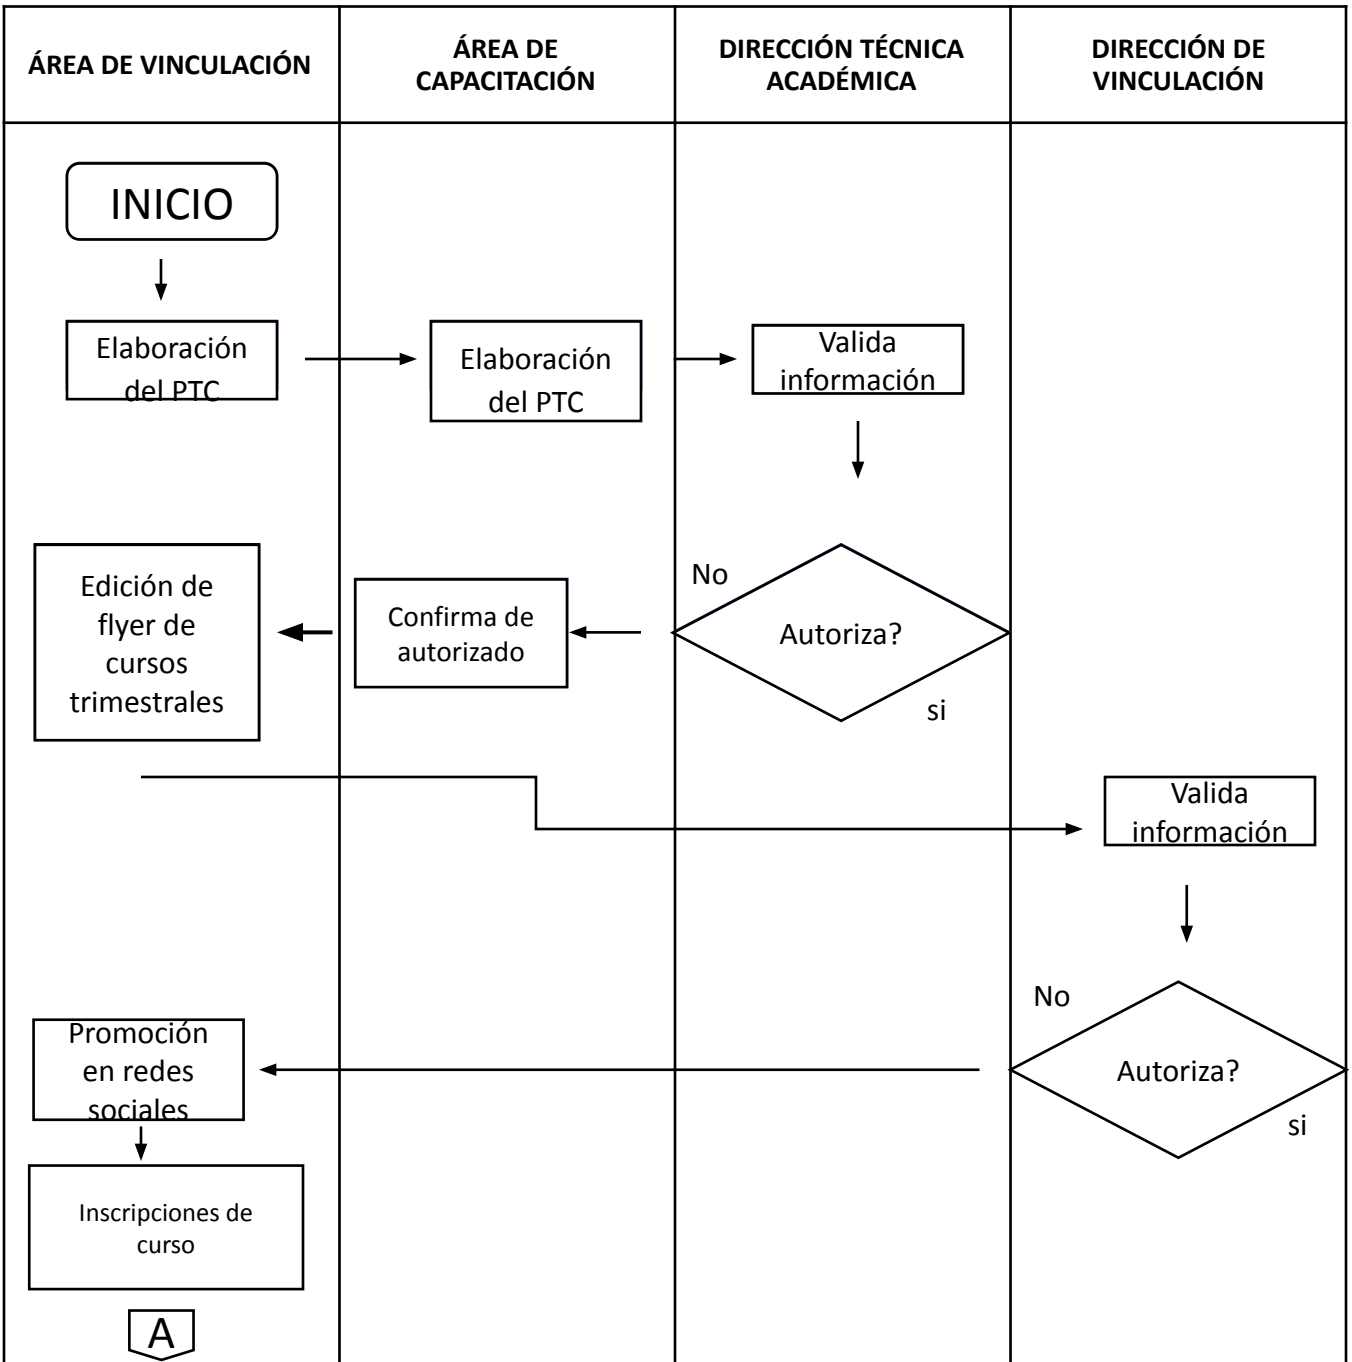 ÁREA DE VINCULACIÓN
ÁREA DE
CAPACITACIÓN
DIRECCIÓN TÉCNICA
ACADÉMICA
DIRECCIÓN DE
VINCULACIÓN
INICIO
Elaboración
del PTC
Elaboración
del PTC
Valida
información
Edición de
flyer de
cursos
trimestrales
Confirma de
autorizado
No
Autoriza?
si
Valida
información
No
Autoriza?
si
Promoción
en redes
sociales
Inscripciones de
curso
A